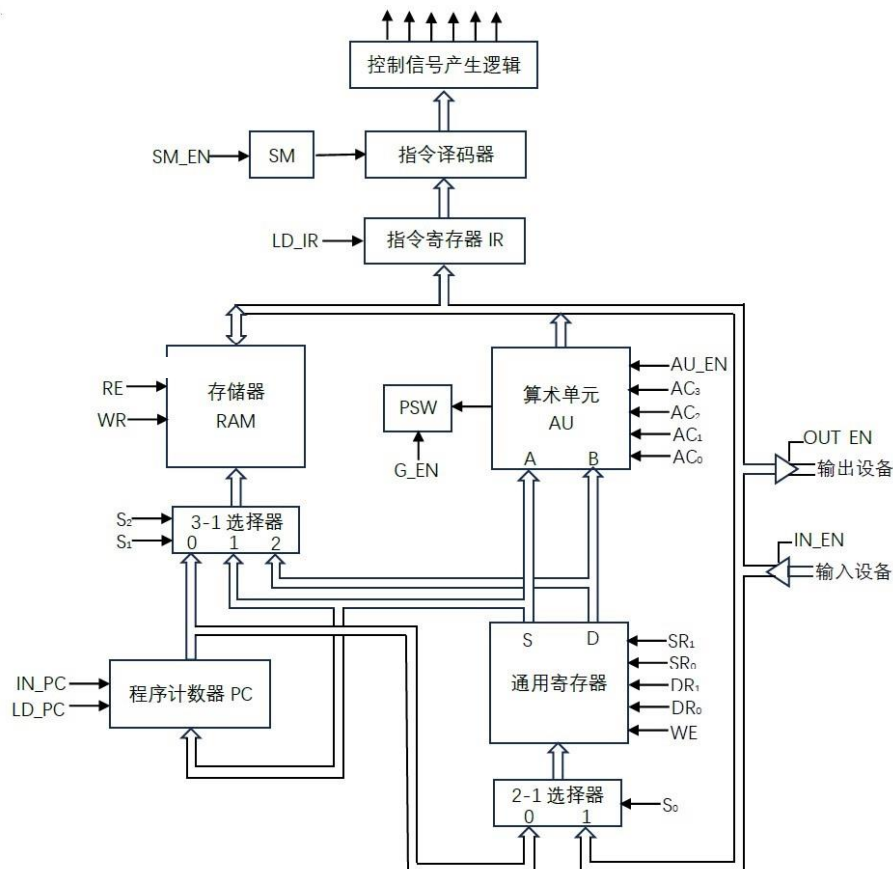 控制信号产生逻辑
SM_EN
SM
指令译码器
LD_IR
指令寄存器 IR
RE
WR
存储器
RAM
PSW
G_EN
算术单元
AU
A B
AU_EN
AC₃
AC₂
AC₁
AC₀
OUT EN
输出设备
IN_EN
输入设备
S₂
S₁
3-1 选择器
0 1 2
IN_PC
LD_PC
程序计数器 PC
S D
通用寄存器
SR₁
SR₀
DR₁
DR₀
WE
2-1 选择器
0 1
S₀